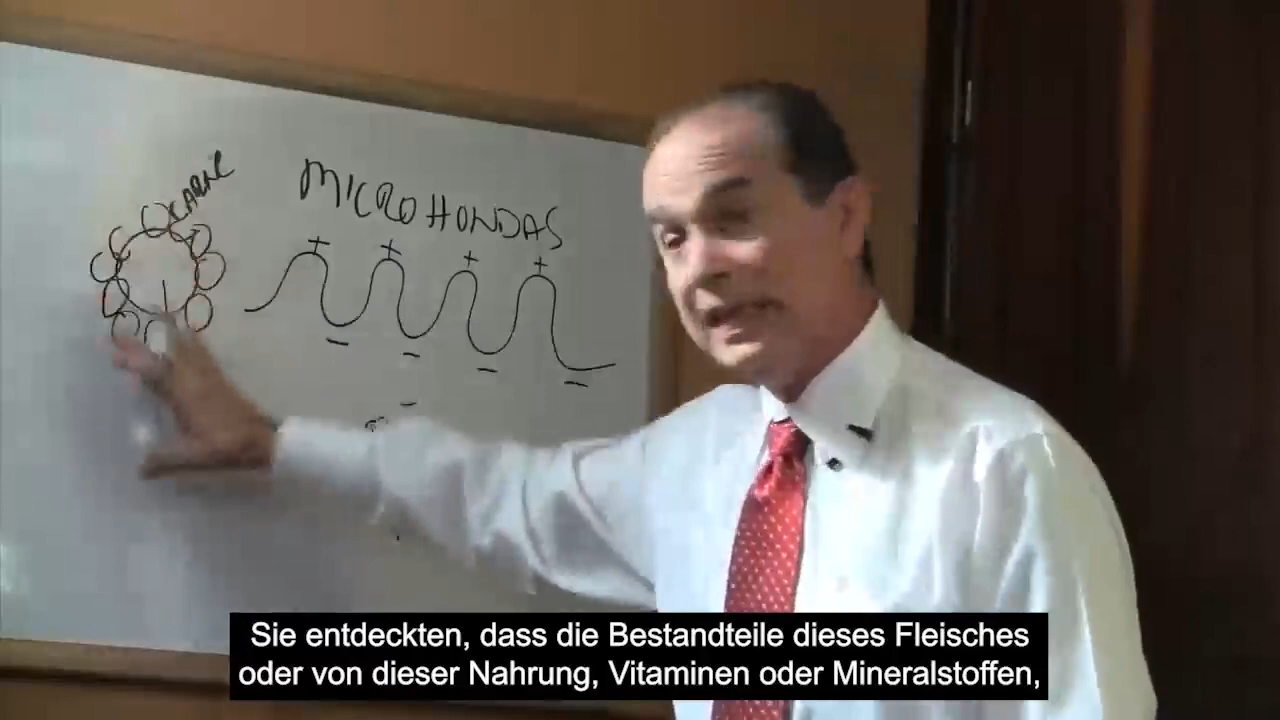 CARNE
MICROHONDAS
+ + + +
− − − −
−
Sie entdeckten, dass die Bestandteile dieses Fleisches
oder von dieser Nahrung, Vitaminen oder Mineralstoffen,